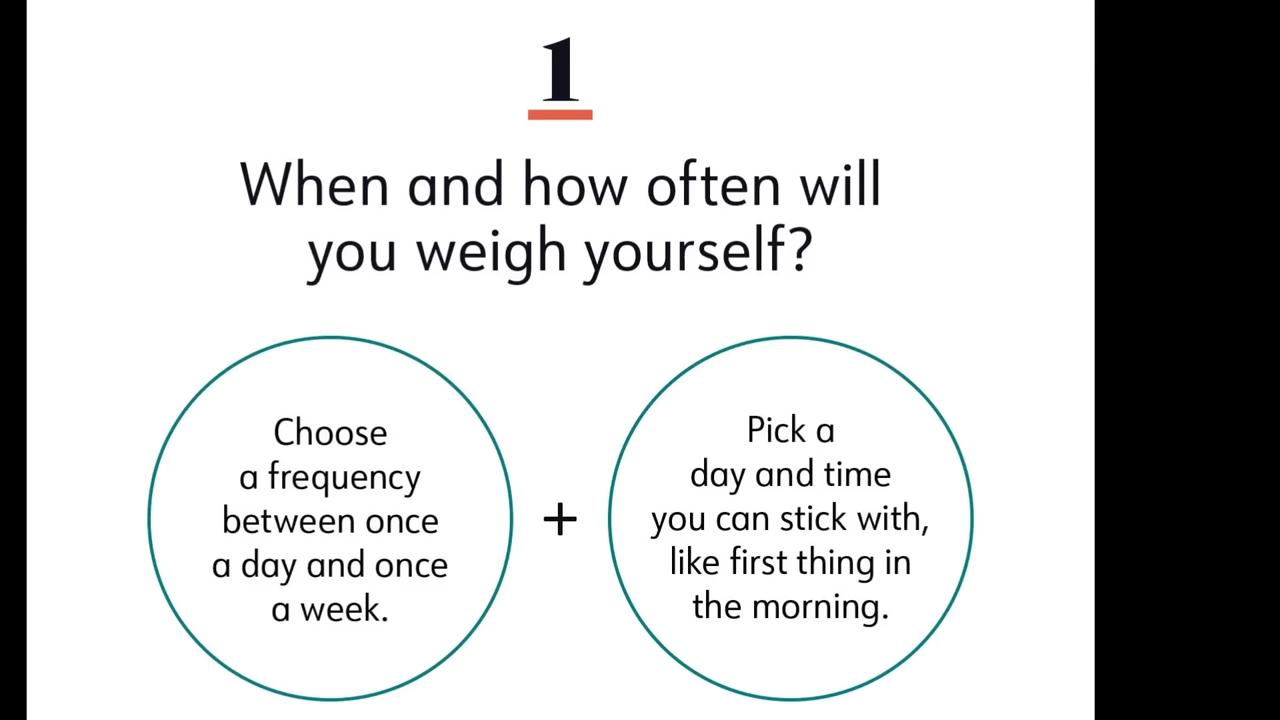 1
When and how often will
you weigh yourself?
Choose
a frequency
between once
a day and once
a week.
+
Pick a
day and time
you can stick with,
like first thing in
the morning.